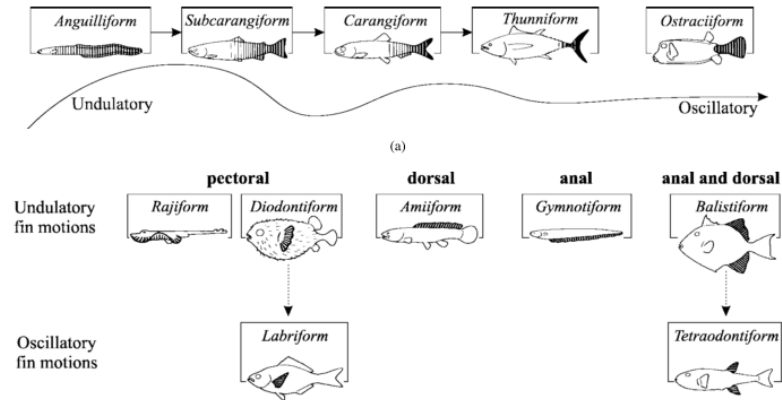 Anguilliform Subcarangiform Carangiform Thunniform Ostraciiform
Undulatory Oscillatory
(a)
pectoral dorsal anal anal and dorsal
Undulatory
fin motions
Rajiform Diodontiform Amiiform Gymnotiform Balistiform
Oscillatory
fin motions
Labriform Tetraodontiform